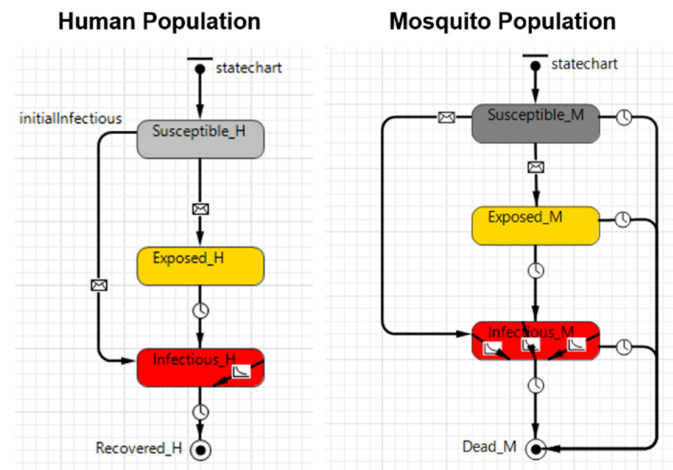 Human Population
Mosquito Population
statechart
initialInfectious
Susceptible_H
Exposed_H
Infectious_H
Recovered_H
statechart
Susceptible_M
Exposed_M
Infectious_M
Dead_M